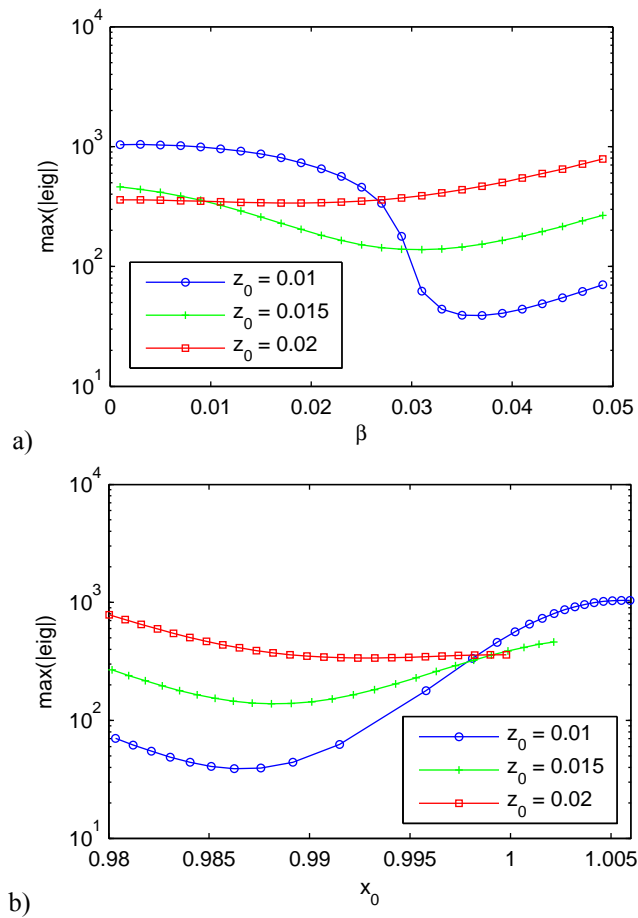 10^4
10^3
10^2
10^1
max(|eig|)
z_0 = 0.01
z_0 = 0.015
z_0 = 0.02
0 0.01 0.02 0.03 0.04 0.05
β
a)
10^4
10^3
10^2
10^1
max(|eig|)
z_0 = 0.01
z_0 = 0.015
z_0 = 0.02
0.98 0.985 0.99 0.995 1 1.005
x_0
b)